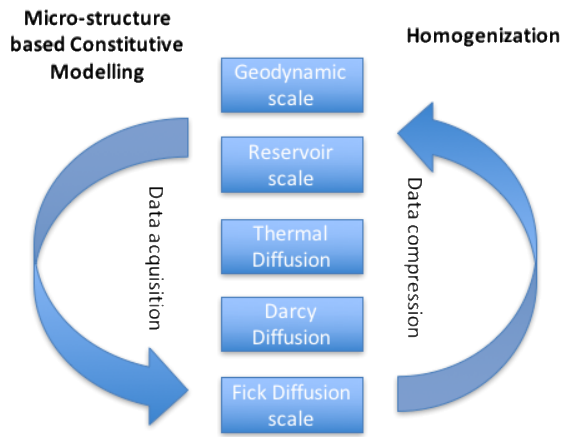 Micro-structure
based Constitutive
Modelling
Homogenization
Geodynamic
scale
Reservoir
scale
Thermal
Diffusion
Darcy
Diffusion
Fick Diffusion
scale
Data acquisition
Data compression